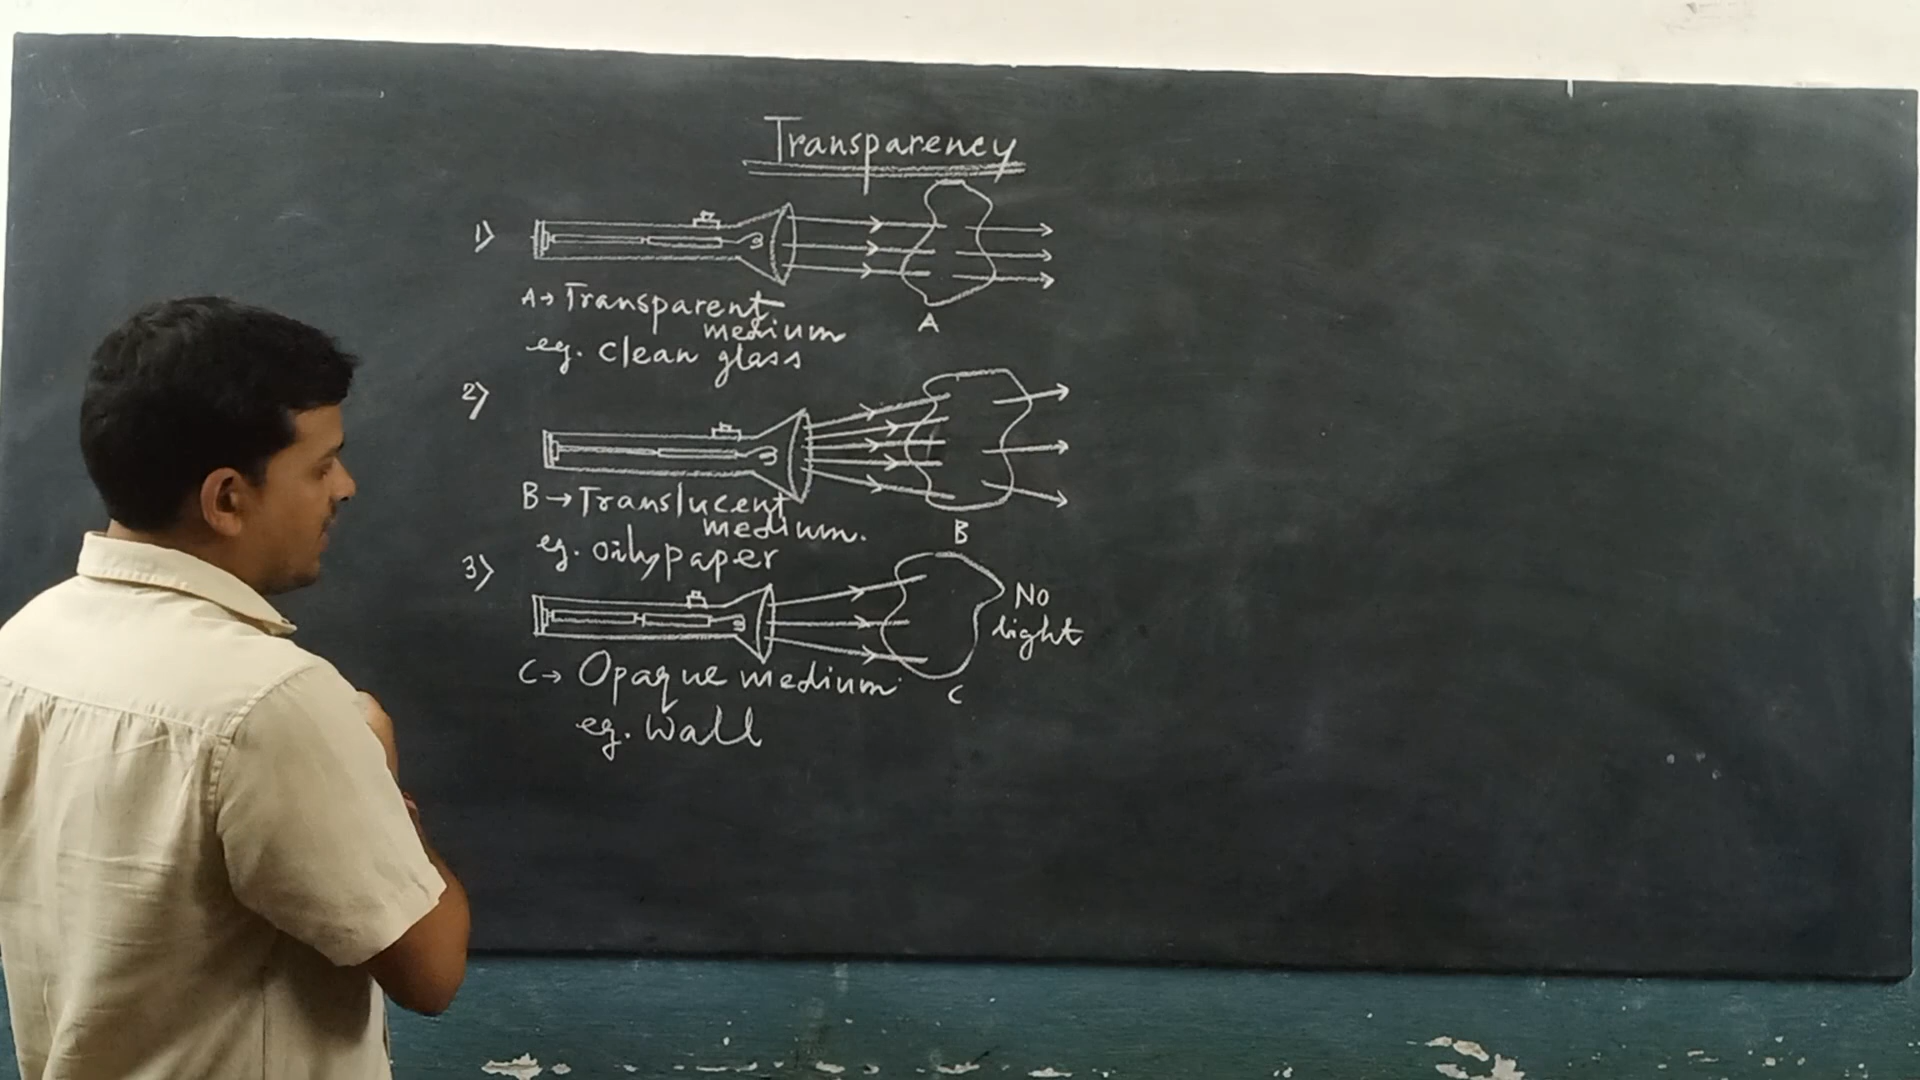 Transparency
1)
A→ Transparent
medium
eg. Clean glass
A
2)
B → Translucent
medium.
eg. oily paper
B
3)
No
light
C→ Opaque medium
eg. Wall
C